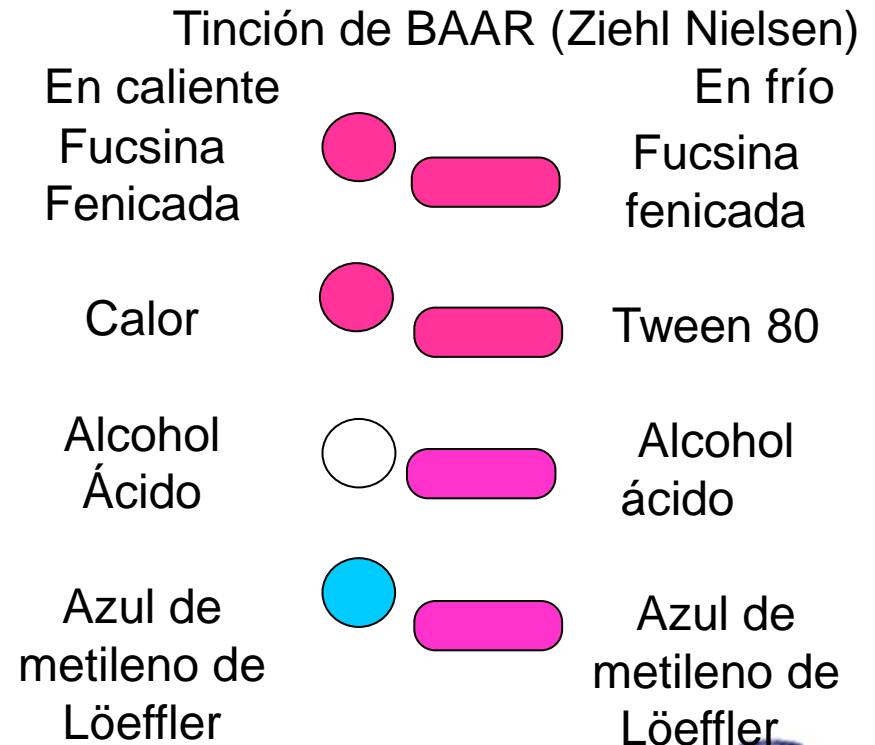 Tinción de BAAR (Ziehl Nielsen)
En caliente
En frío
Fucsina
Fenicada
Fucsina
fenicada
Calor
Tween 80
Alcohol
Ácido
Alcohol
ácido
Azul de
metileno de
Löeffler
Azul de
metileno de
Löeffler